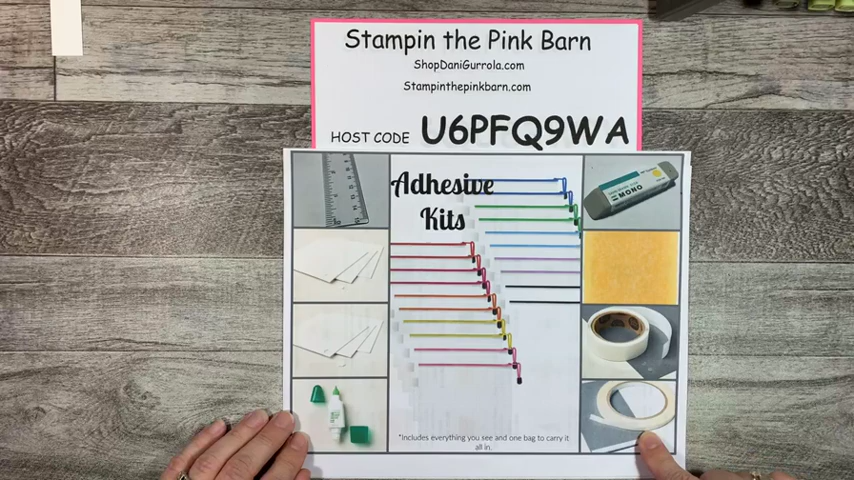 Stampin the Pink Barn
ShopDaniGurrola.com
Stampinthepinkbarn.com
HOST CODE U6PFQ9WA
Adhesive
Kits
MONO
*Includes everything you see and one bag to carry it
all in.